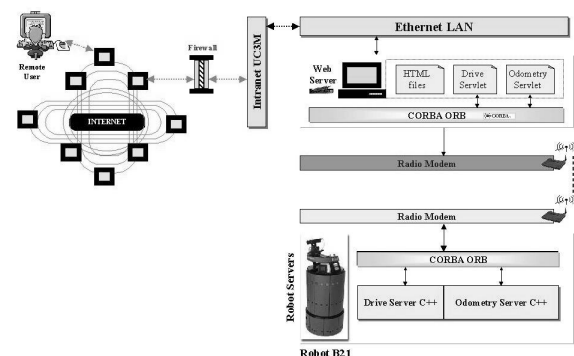 Remote
User
Firewall
INTERNET
Intranet UC3M
Ethernet LAN
Web
Server
HTML
files
Drive
Servlet
Odometry
Servlet
CORBA ORB
CORBA
Radio Modem
Radio Modem
Robot Servers
CORBA ORB
Drive Server C++
Odometry Server C++
Robot B21